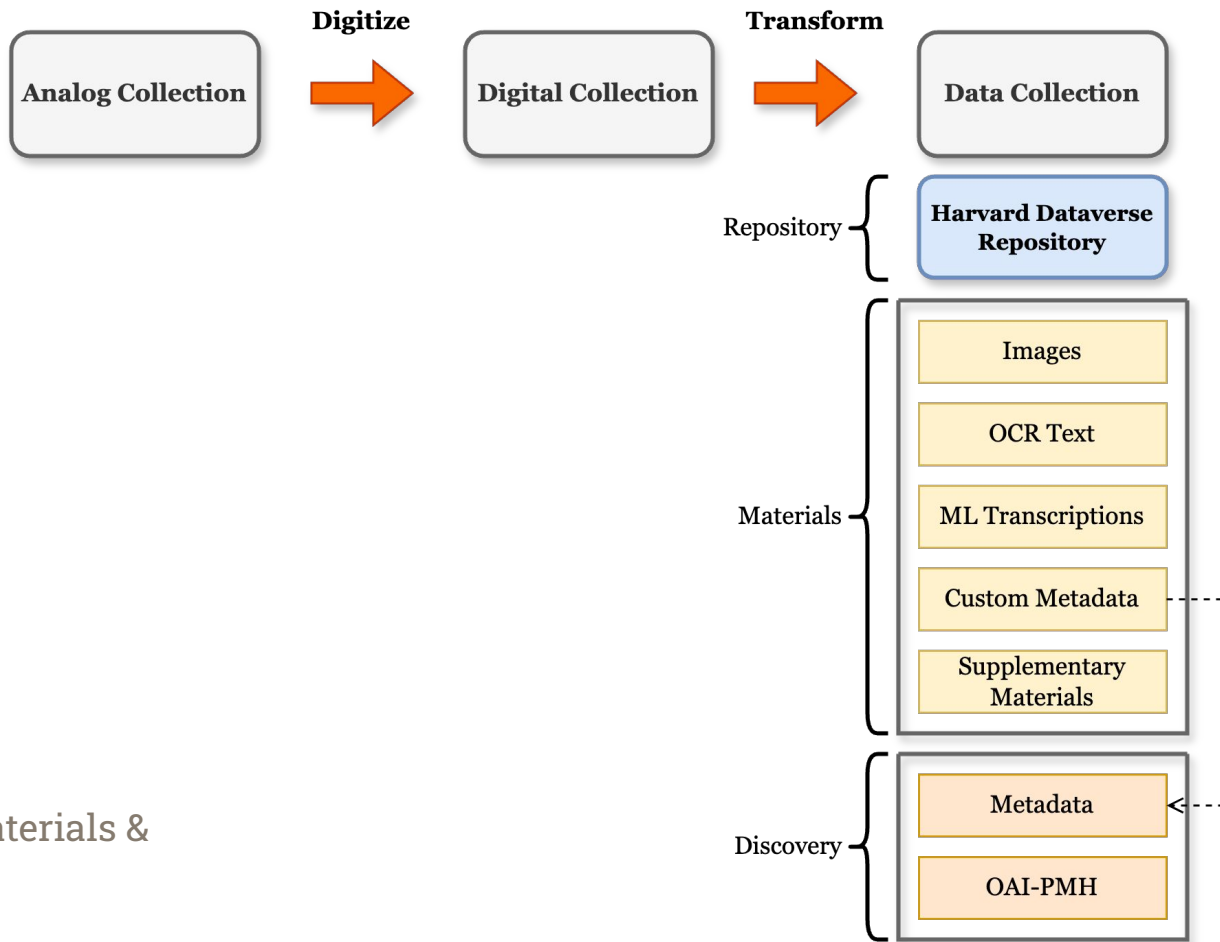 Digitize
Transform
Analog Collection
Digital Collection
Data Collection
Repository
Harvard Dataverse
Repository
Materials
Images
OCR Text
ML Transcriptions
Custom Metadata
Supplementary
Materials
Discovery
Metadata
OAI-PMH
aterials &